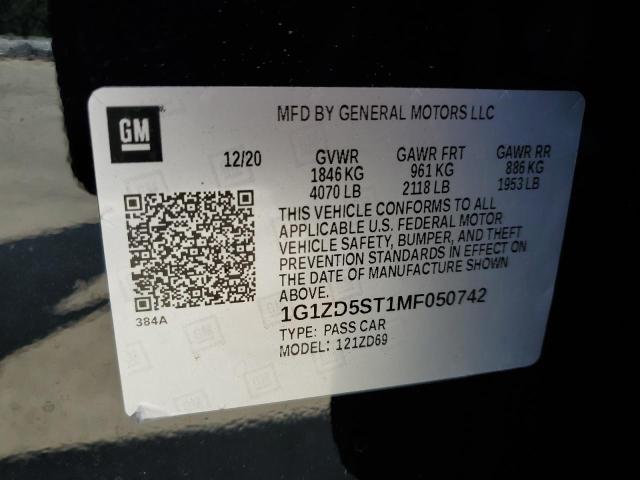 GM
MFD BY GENERAL MOTORS LLC
12/20 GVWR GAWR FRT GAWR RR
1846 KG 961 KG 886 KG
4070 LB 2118 LB 1953 LB
THIS VEHICLE CONFORMS TO ALL
APPLICABLE U.S. FEDERAL MOTOR
VEHICLE SAFETY, BUMPER, AND THEFT
PREVENTION STANDARDS IN EFFECT ON
THE DATE OF MANUFACTURE SHOWN
ABOVE.
384A
1G1ZD5ST1MF050742
TYPE: PASS CAR
MODEL: 121ZD69